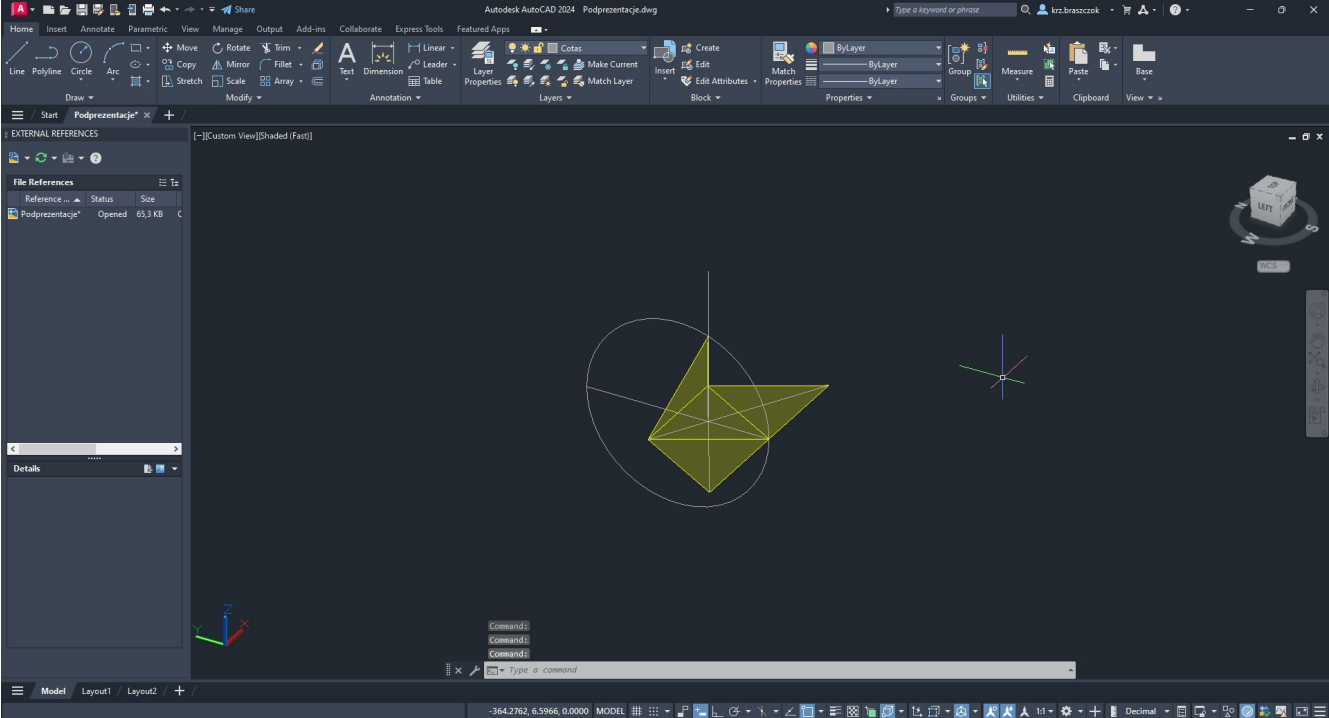 Share
Autodesk AutoCAD 2024 Podprezentacje.dwg
Type a keyword or phrase
krz.braszczok
Home Insert Annotate Parametric View Manage Output Add-ins Collaborate Express Tools Featured Apps
Line Polyline Circle Arc
Move Rotate Trim
Copy Mirror Fillet
Stretch Scale Array
Text Dimension
Linear
Leader
Table
Layer Properties
Cotas
Make Current
Match Layer
Insert
Create
Edit
Edit Attributes
Match Properties
ByLayer
ByLayer
ByLayer
Group
Measure
Paste
Base
Draw Modify Annotation Layers Block Properties Groups Utilities Clipboard View
Start Podprezentacje* × +
EXTERNAL REFERENCES
[−][Custom View][Shaded (Fast)]
File References
Reference ... Status Size
Podprezentacje* Opened 65,3 KB C
LEFT
N
W
S
WCS
Details
Z
Y X
Command:
Command:
Command:
Type a command
Model Layout1 Layout2 +
-364.2762, 6.5966, 0.0000 MODEL 1:1 Decimal